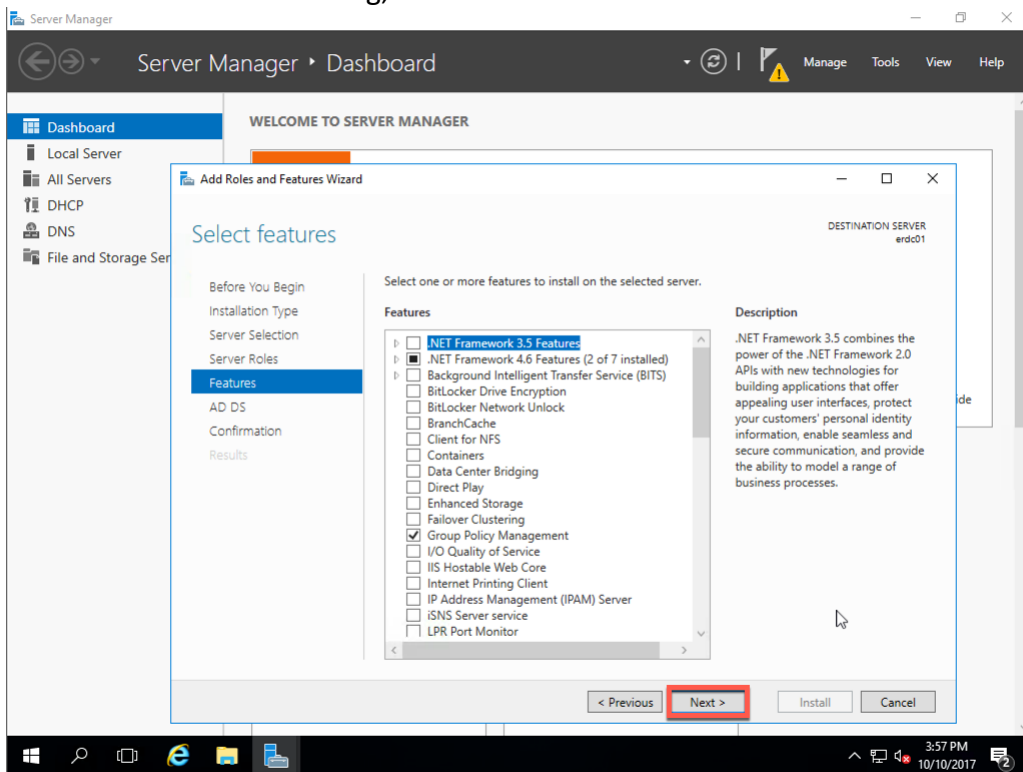 Server Manager
Server Manager • Dashboard
Manage Tools View Help
Dashboard
Local Server
All Servers
DHCP
DNS
File and Storage Ser
WELCOME TO SERVER MANAGER
Add Roles and Features Wizard
Select features
DESTINATION SERVER
erdc01
Before You Begin
Installation Type
Server Selection
Server Roles
Features
AD DS
Confirmation
Results
Select one or more features to install on the selected server.
Features
.NET Framework 3.5 Features
.NET Framework 4.6 Features (2 of 7 installed)
Background Intelligent Transfer Service (BITS)
BitLocker Drive Encryption
BitLocker Network Unlock
BranchCache
Client for NFS
Containers
Data Center Bridging
Direct Play
Enhanced Storage
Failover Clustering
Group Policy Management
I/O Quality of Service
IIS Hostable Web Core
Internet Printing Client
IP Address Management (IPAM) Server
iSNS Server service
LPR Port Monitor
Description
.NET Framework 3.5 combines the
power of the .NET Framework 2.0
APIs with new technologies for
building applications that offer
appealing user interfaces, protect
your customers' personal identity
information, enable seamless and
secure communication, and provide
the ability to model a range of
business processes.
ide
< Previous
Next >
Install
Cancel
3:57 PM
10/10/2017
2